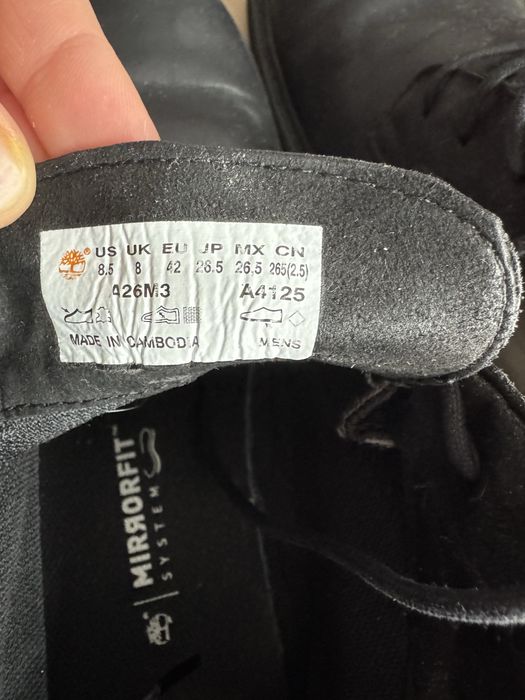 US UK EU JP MX CN
8.5 8 42 26.5 26.5 265(2.5)
A26M3 A4125
MADE IN CAMBODIA MENS
MIRRORFIT™
SYSTEM